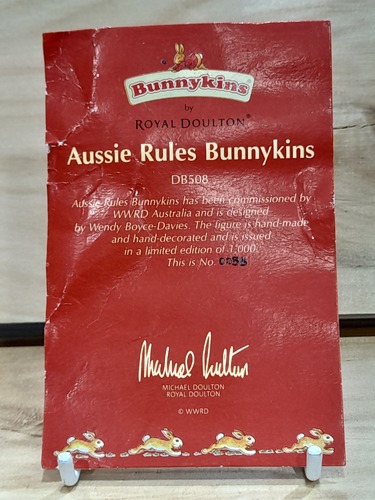 Bunnykins
by
ROYAL DOULTON®
Aussie Rules Bunnykins
DB508
Aussie Rules Bunnykins has been commissioned by
WWRD Australia and is designed
by Wendy Boyce-Davies. The figure is hand-made
and hand-decorated and is issued
in a limited edition of 1,000.
This is No.
Michael Doulton
MICHAEL DOULTON
ROYAL DOULTON
© WWRD